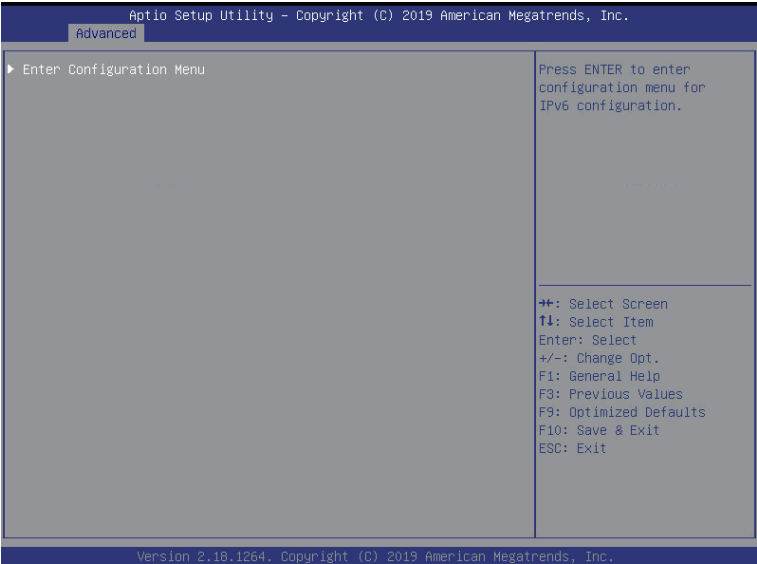 Aptio Setup Utility – Copyright (C) 2019 American Megatrends, Inc.
Advanced
Enter Configuration Menu
Press ENTER to enter
configuration menu for
IPv6 configuration.
→←: Select Screen
↑↓: Select Item
Enter: Select
+/-: Change Opt.
F1: General Help
F3: Previous Values
F9: Optimized Defaults
F10: Save & Exit
ESC: Exit
Version 2.18.1264. Copyright (C) 2019 American Megatrends, Inc.